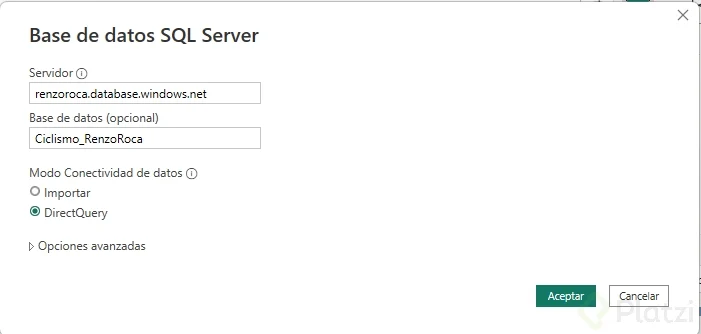 Base de datos SQL Server
Servidor
renzoroca.database.windows.net
Base de datos (opcional)
Ciclismo_RenzoRoca
Modo Conectividad de datos
Importar
DirectQuery
Opciones avanzadas
Aceptar
Cancelar
Platzi